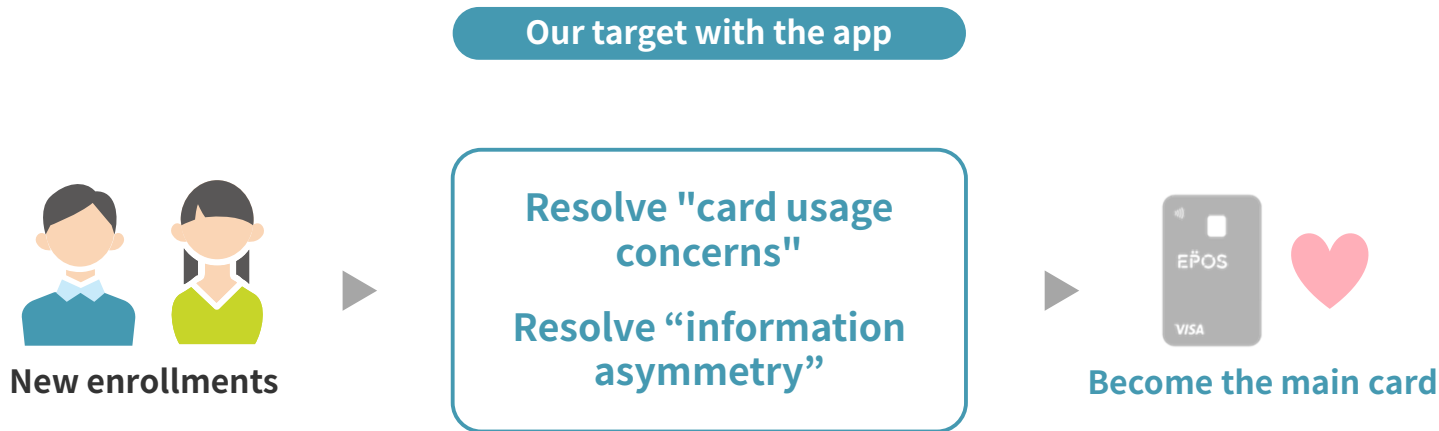 Our target with the app
Resolve "card usage
concerns"
Resolve “information
asymmetry”
New enrollments
EPOS
VISA
Become the main card